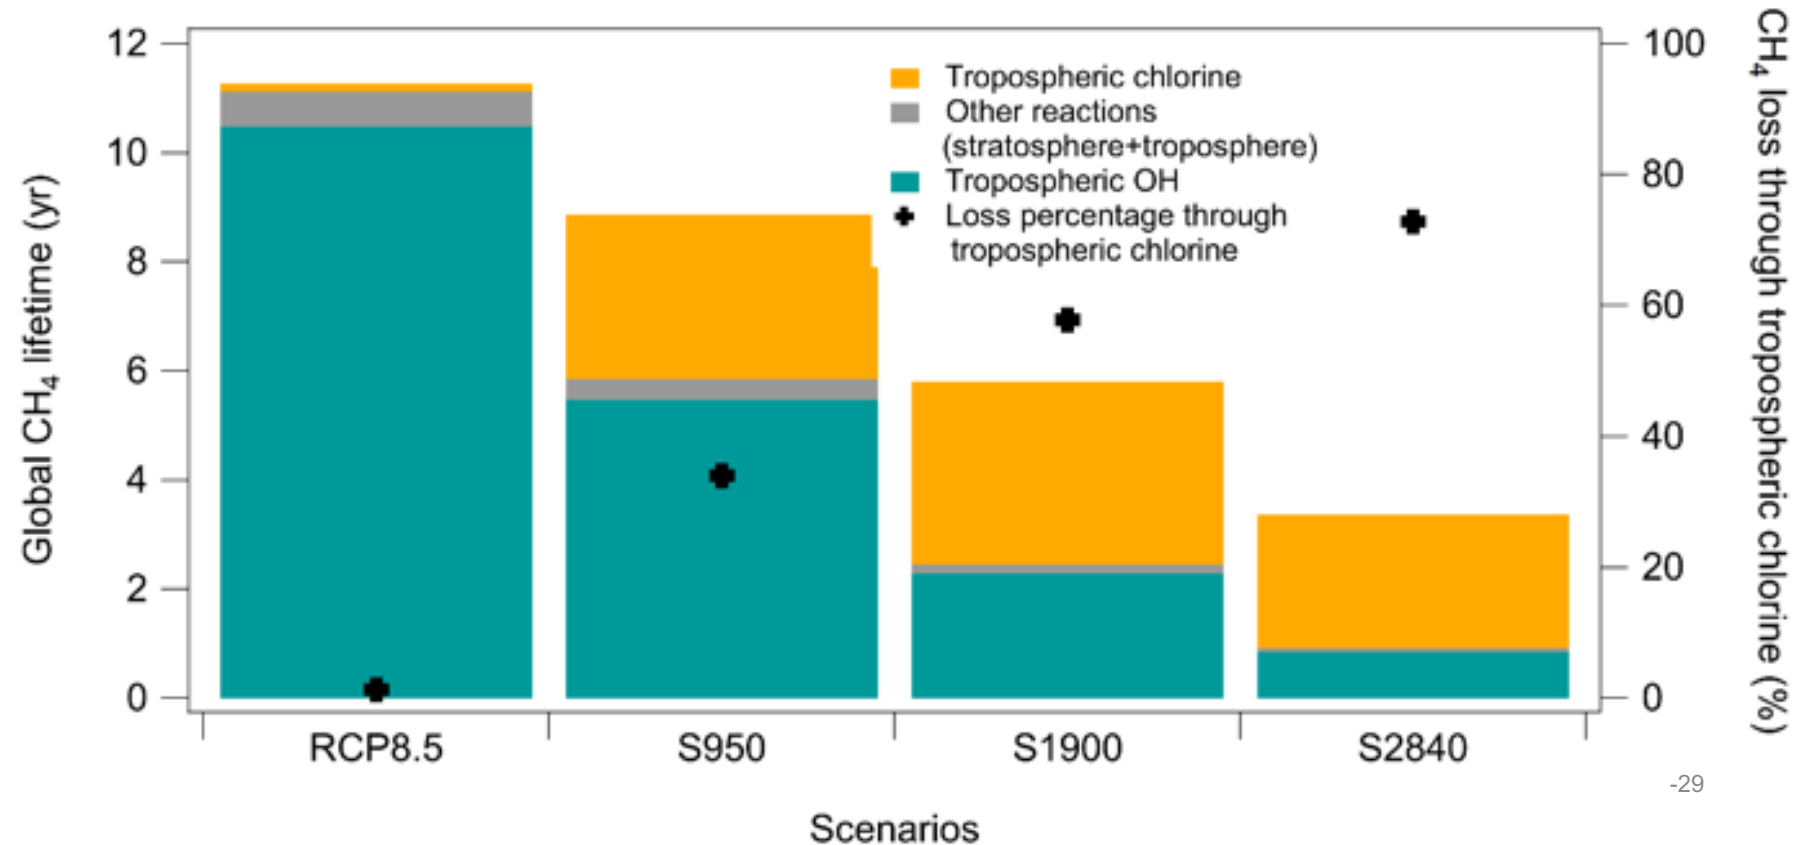 12
10
8
6
4
2
0
Global CH₄ lifetime (yr)
Tropospheric chlorine
Other reactions
(stratosphere+troposphere)
Tropospheric OH
Loss percentage through
tropospheric chlorine
100
80
60
40
20
0
CH₄ loss through tropospheric chlorine (%)
RCP8.5 S950 S1900 S2840
-29
Scenarios